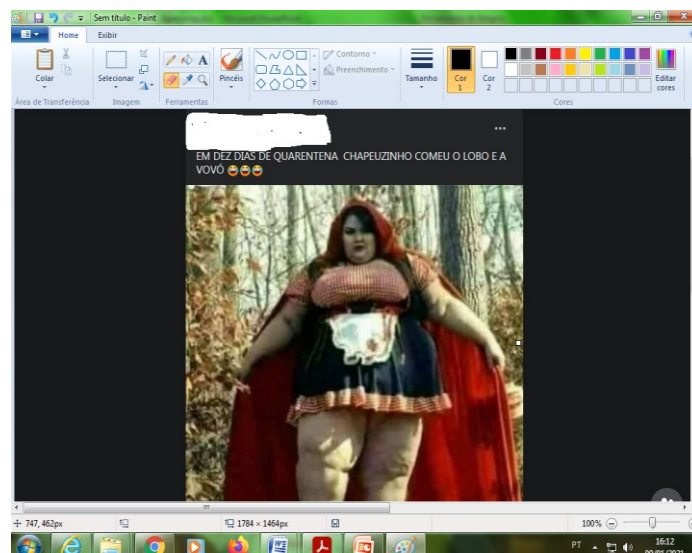 Sem título - Paint
Home Exibir
Colar
Selecionar
Pincéis
Contorno
Preenchimento
Tamanho
Cor 1
Cor 2
Editar cores
Área de Transferência Imagem Ferramentas Formas Cores
EM DEZ DIAS DE QUARENTENA CHAPEUZINHO COMEU O LOBO E A
VOVÓ 😂😂😂
747, 462px 1784 × 1464px 100%
PT 16:12